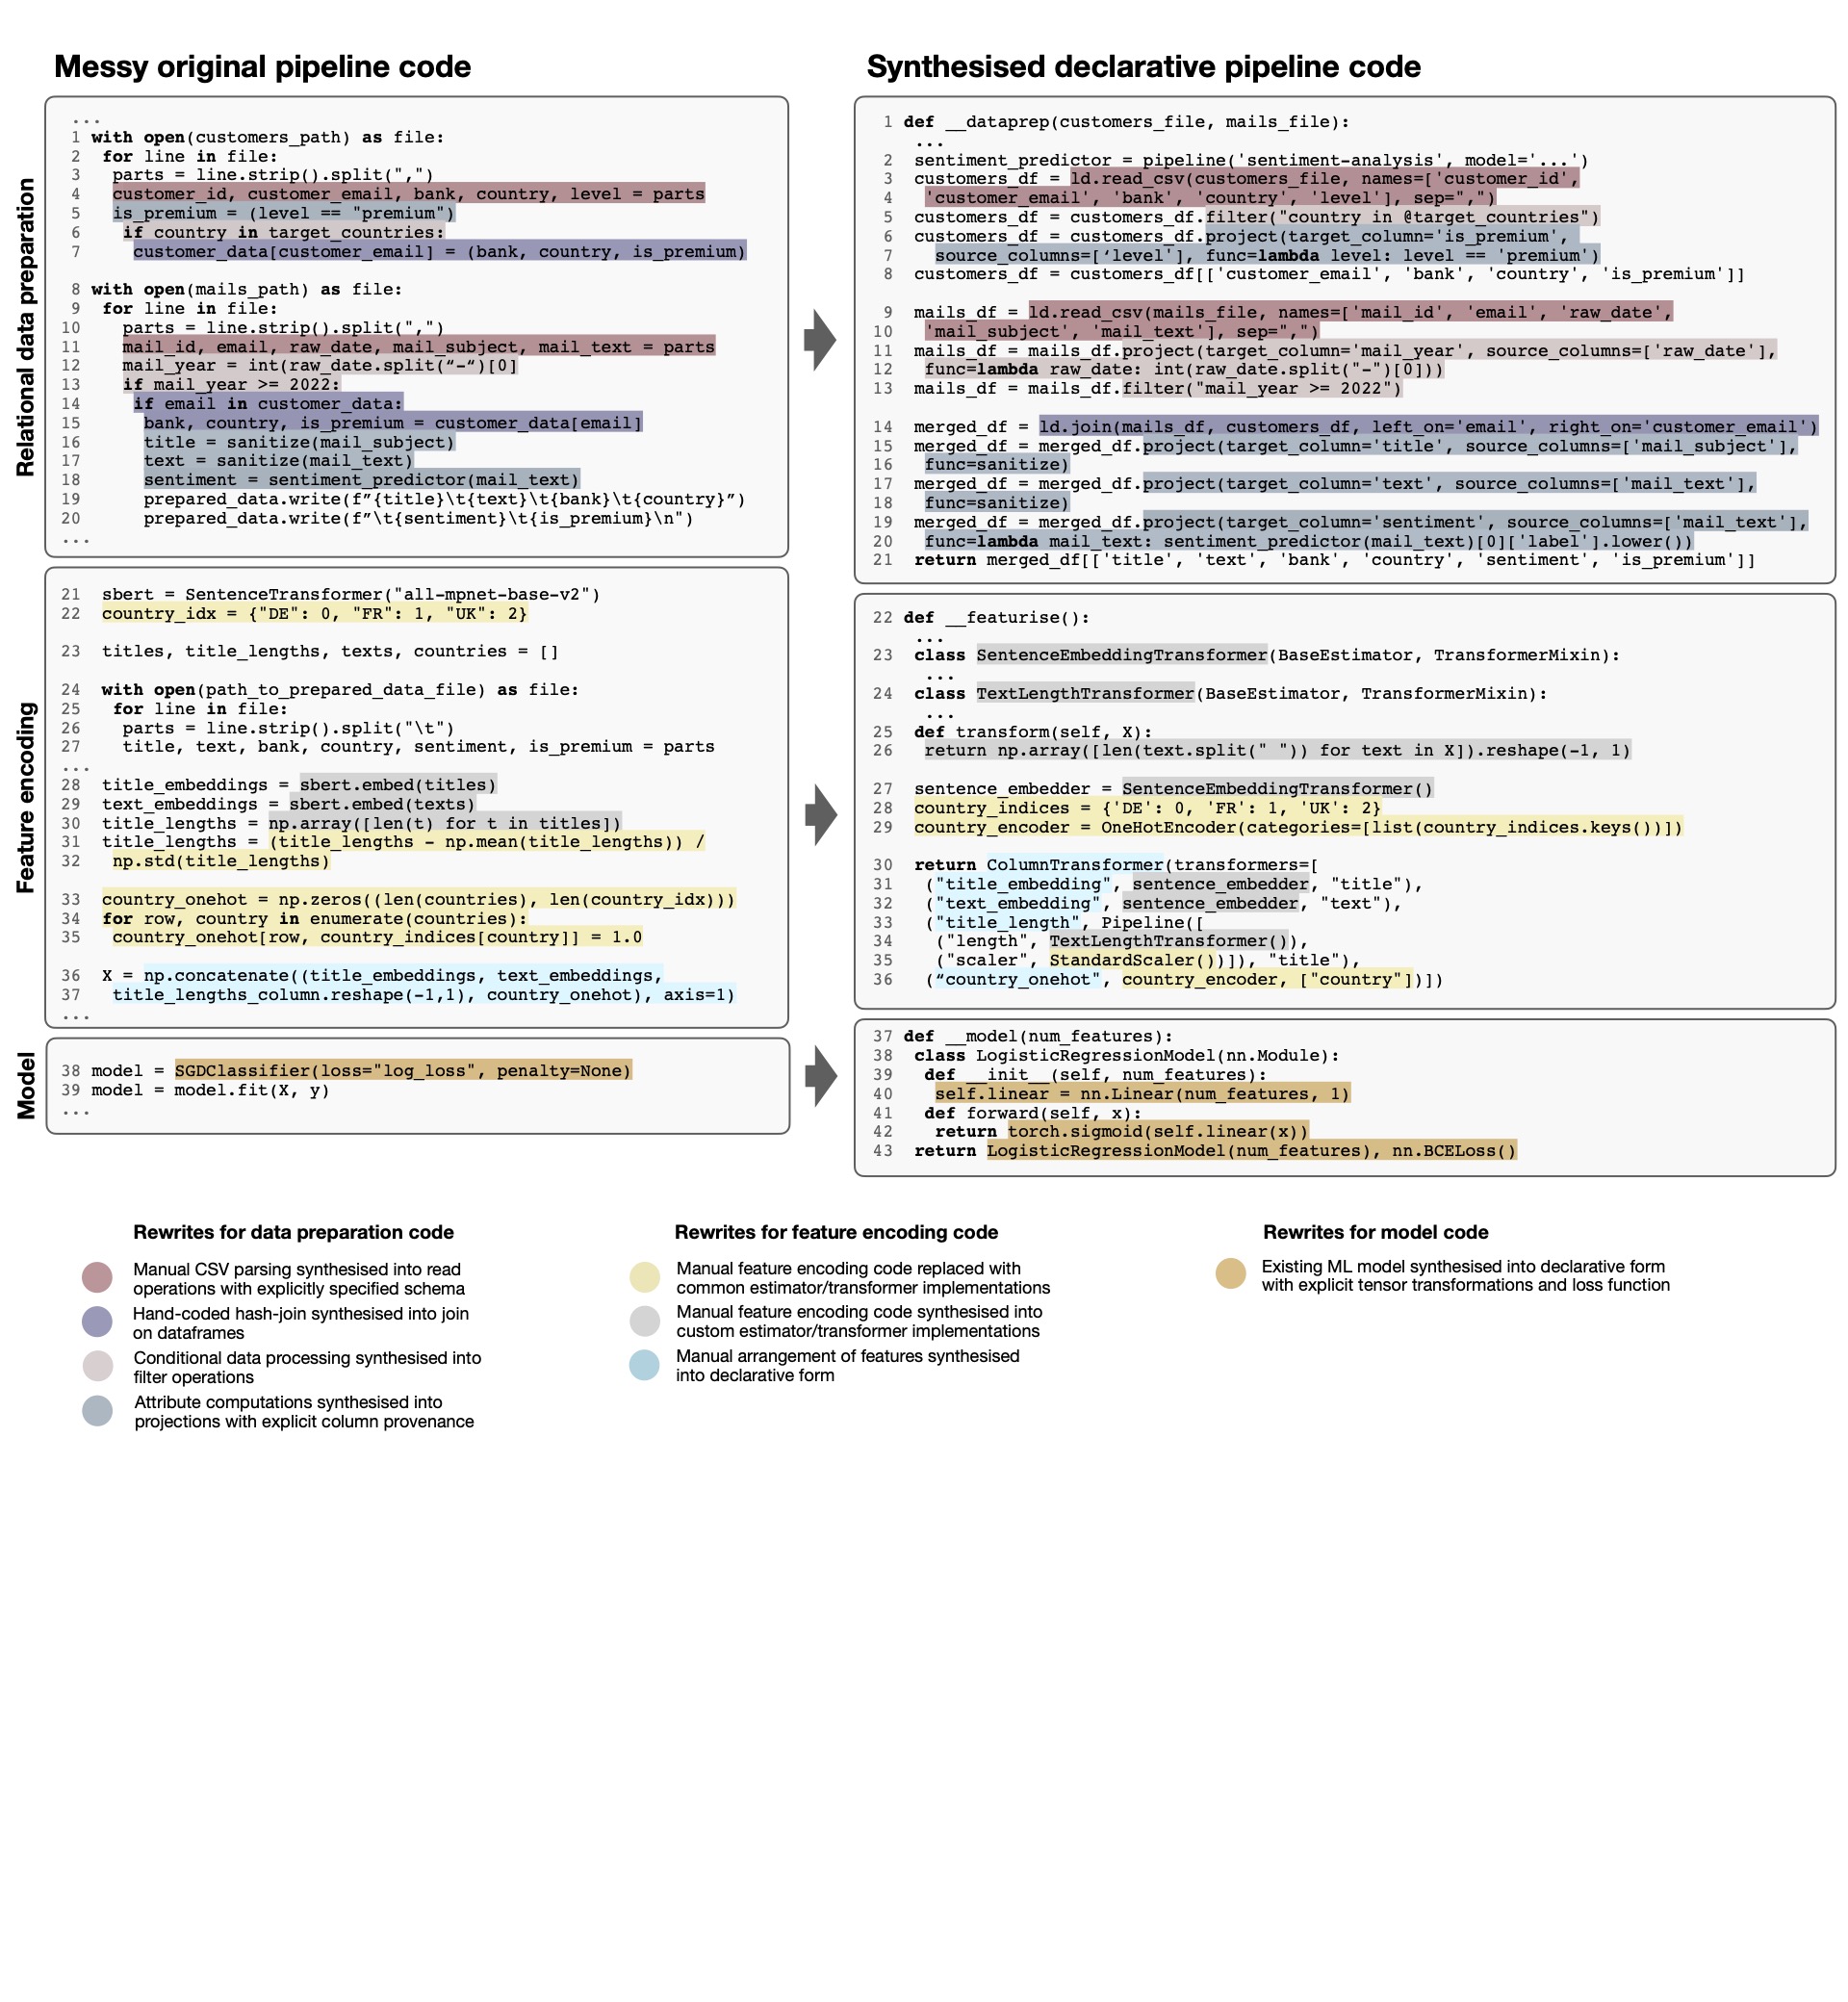 Messy original pipeline code
Relational data preparation
...
1 with open(customers_path) as file:
2 for line in file:
3 parts = line.strip().split(",")
4 customer_id, customer_email, bank, country, level = parts
5 is_premium = (level == "premium")
6 if country in target_countries:
7 customer_data[customer_email] = (bank, country, is_premium)
8 with open(mails_path) as file:
9 for line in file:
10 parts = line.strip().split(",")
11 mail_id, email, raw_date, mail_subject, mail_text = parts
12 mail_year = int(raw_date.split(“-“)[0]
13 if mail_year >= 2022:
14 if email in customer_data:
15 bank, country, is_premium = customer_data[email]
16 title = sanitize(mail_subject)
17 text = sanitize(mail_text)
18 sentiment = sentiment_predictor(mail_text)
19 prepared_data.write(f”{title}\t{text}\t{bank}\t{country}”)
20 prepared_data.write(f”\t{sentiment}\t{is_premium}\n")
...
Feature encoding
21 sbert = SentenceTransformer("all-mpnet-base-v2")
22 country_idx = {"DE": 0, "FR": 1, "UK": 2}
23 titles, title_lengths, texts, countries = []
24 with open(path_to_prepared_data_file) as file:
25 for line in file:
26 parts = line.strip().split("\t")
27 title, text, bank, country, sentiment, is_premium = parts
...
28 title_embeddings = sbert.embed(titles)
29 text_embeddings = sbert.embed(texts)
30 title_lengths = np.array([len(t) for t in titles])
31 title_lengths = (title_lengths - np.mean(title_lengths)) /
32 np.std(title_lengths)
33 country_onehot = np.zeros((len(countries), len(country_idx)))
34 for row, country in enumerate(countries):
35 country_onehot[row, country_indices[country]] = 1.0
36 X = np.concatenate((title_embeddings, text_embeddings,
37 title_lengths_column.reshape(-1,1), country_onehot), axis=1)
...
Model
38 model = SGDClassifier(loss="log_loss", penalty=None)
39 model = model.fit(X, y)
...
Synthesised declarative pipeline code
1 def __dataprep(customers_file, mails_file):
...
2 sentiment_predictor = pipeline('sentiment-analysis', model='...')
3 customers_df = ld.read_csv(customers_file, names=['customer_id',
4 'customer_email', 'bank', 'country', 'level'], sep=",")
5 customers_df = customers_df.filter("country in @target_countries")
6 customers_df = customers_df.project(target_column='is_premium',
7 source_columns=[‘level'], func=lambda level: level == 'premium')
8 customers_df = customers_df[['customer_email', 'bank', 'country', 'is_premium']]
9 mails_df = ld.read_csv(mails_file, names=['mail_id', 'email', 'raw_date',
10 'mail_subject', 'mail_text'], sep=",")
11 mails_df = mails_df.project(target_column='mail_year', source_columns=['raw_date'],
12 func=lambda raw_date: int(raw_date.split("-")[0]))
13 mails_df = mails_df.filter("mail_year >= 2022")
14 merged_df = ld.join(mails_df, customers_df, left_on='email', right_on='customer_email')
15 merged_df = merged_df.project(target_column='title', source_columns=['mail_subject'],
16 func=sanitize)
17 merged_df = merged_df.project(target_column='text', source_columns=['mail_text'],
18 func=sanitize)
19 merged_df = merged_df.project(target_column='sentiment', source_columns=['mail_text'],
20 func=lambda mail_text: sentiment_predictor(mail_text)[0]['label'].lower())
21 return merged_df[['title', 'text', 'bank', 'country', 'sentiment', 'is_premium']]
22 def __featurise():
...
23 class SentenceEmbeddingTransformer(BaseEstimator, TransformerMixin):
...
24 class TextLengthTransformer(BaseEstimator, TransformerMixin):
...
25 def transform(self, X):
26 return np.array([len(text.split(" ")) for text in X]).reshape(-1, 1)
27 sentence_embedder = SentenceEmbeddingTransformer()
28 country_indices = {'DE': 0, 'FR': 1, 'UK': 2}
29 country_encoder = OneHotEncoder(categories=[list(country_indices.keys())])
30 return ColumnTransformer(transformers=[
31 ("title_embedding", sentence_embedder, "title"),
32 ("text_embedding", sentence_embedder, "text"),
33 ("title_length", Pipeline([
34 ("length", TextLengthTransformer()),
35 ("scaler", StandardScaler())]), "title"),
36 (“country_onehot", country_encoder, ["country"])])
37 def __model(num_features):
38 class LogisticRegressionModel(nn.Module):
39 def __init__(self, num_features):
40 self.linear = nn.Linear(num_features, 1)
41 def forward(self, x):
42 return torch.sigmoid(self.linear(x))
43 return LogisticRegressionModel(num_features), nn.BCELoss()
Rewrites for data preparation code
Manual CSV parsing synthesised into read
operations with explicitly specified schema
Hand-coded hash-join synthesised into join
on dataframes
Conditional data processing synthesised into
filter operations
Attribute computations synthesised into
projections with explicit column provenance
Rewrites for feature encoding code
Manual feature encoding code replaced with
common estimator/transformer implementations
Manual feature encoding code synthesised into
custom estimator/transformer implementations
Manual arrangement of features synthesised
into declarative form
Rewrites for model code
Existing ML model synthesised into declarative form
with explicit tensor transformations and loss function